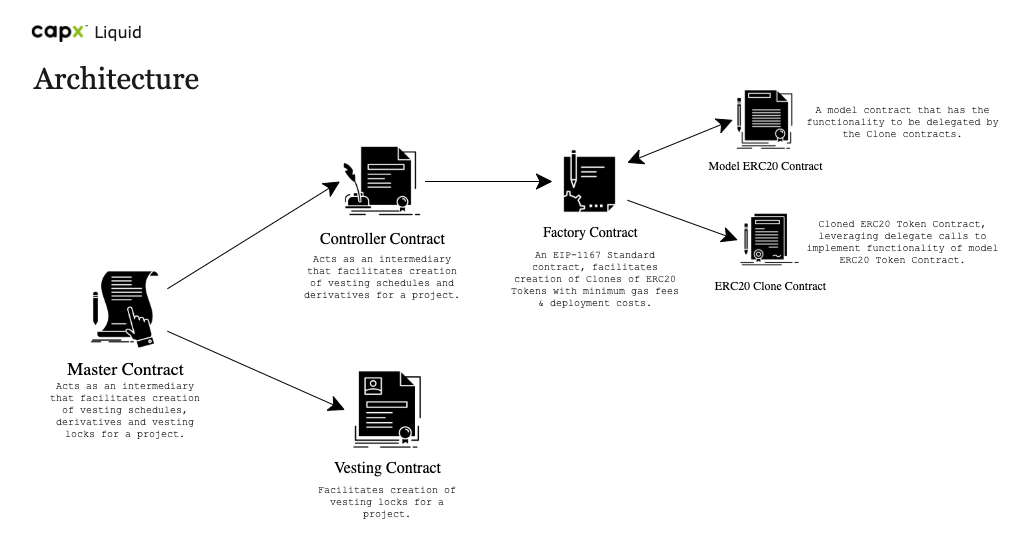 capx™ Liquid
Architecture
A model contract that has the
functionality to be delegated by
the Clone contracts.
Model ERC20 Contract
Controller Contract
Acts as an intermediary
that facilitates creation
of vesting schedules and
derivatives for a project.
Factory Contract
An EIP-1167 Standard
contract, facilitates
creation of Clones of ERC20
Tokens with minimum gas fees
& deployment costs.
Cloned ERC20 Token Contract,
leveraging delegate calls to
implement functionality of model
ERC20 Token Contract.
ERC20 Clone Contract
Master Contract
Acts as an intermediary
that facilitates creation
of vesting schedules,
derivatives and vesting
locks for a project.
Vesting Contract
Facilitates creation of
vesting locks for a
project.